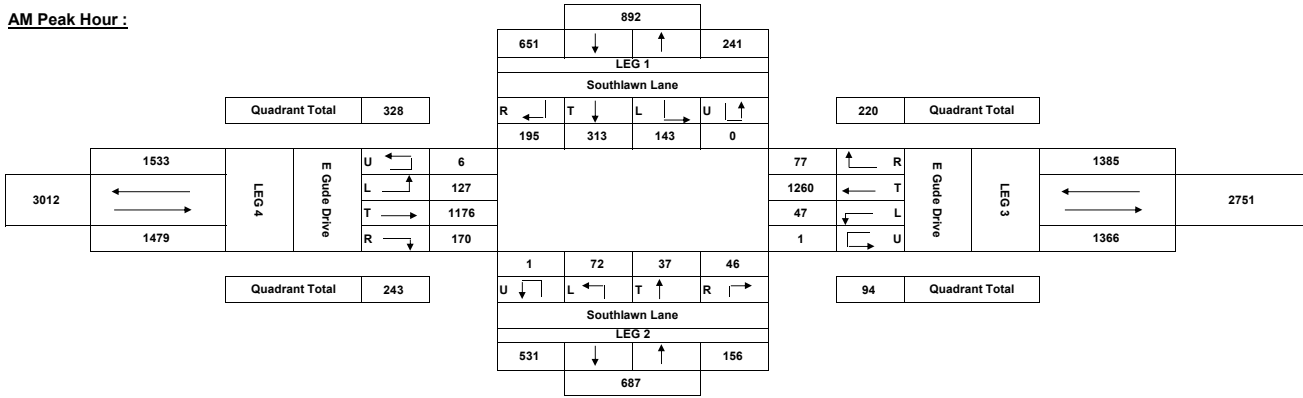 AM Peak Hour :
892
651 241
LEG 1
Southlawn Lane
Quadrant Total 328
R T L U
220 Quadrant Total
195 313 143 0
1533
U 6
77 R
1385
3012
LEG 4
E Gude Drive
L 127
1260 T
E Gude Drive
LEG 3
2751
T 1176
47 L
1479
R 170
1 U
1366
1 72 37 46
Quadrant Total 243
U L T R
94 Quadrant Total
Southlawn Lane
LEG 2
531 156
687